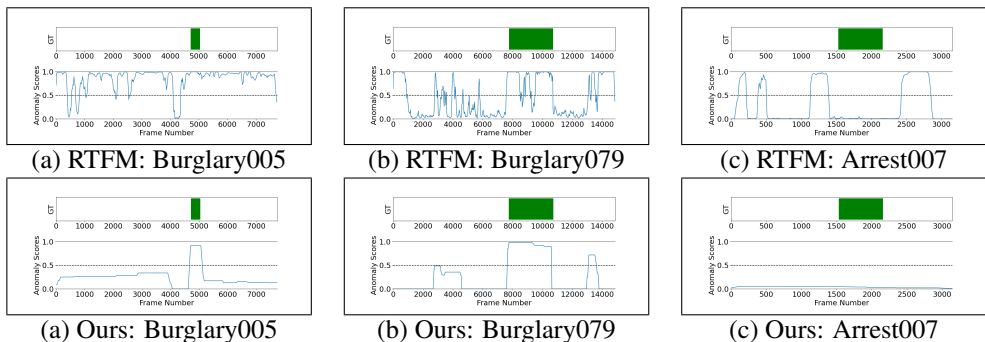 GT
0 1000 2000 3000 4000 5000 6000 7000
Anomaly Scores
1.0
0.5
0.0
0 1000 2000 3000 4000 5000 6000 7000
Frame Number
(a) RTFM: Burglary005
GT
0 2000 4000 6000 8000 10000 12000 14000
Anomaly Scores
1.0
0.5
0.0
0 2000 4000 6000 8000 10000 12000 14000
Frame Number
(b) RTFM: Burglary079
GT
0 500 1000 1500 2000 2500 3000
Anomaly Scores
1.0
0.5
0.0
0 500 1000 1500 2000 2500 3000
Frame Number
(c) RTFM: Arrest007
GT
0 1000 2000 3000 4000 5000 6000 7000
Anomaly Scores
1.0
0.5
0.0
0 1000 2000 3000 4000 5000 6000 7000
Frame Number
(a) Ours: Burglary005
GT
0 2000 4000 6000 8000 10000 12000 14000
Anomaly Scores
1.0
0.5
0.0
0 2000 4000 6000 8000 10000 12000 14000
Frame Number
(b) Ours: Burglary079
GT
0 500 1000 1500 2000 2500 3000
Anomaly Scores
1.0
0.5
0.0
0 500 1000 1500 2000 2500 3000
Frame Number
(c) Ours: Arrest007